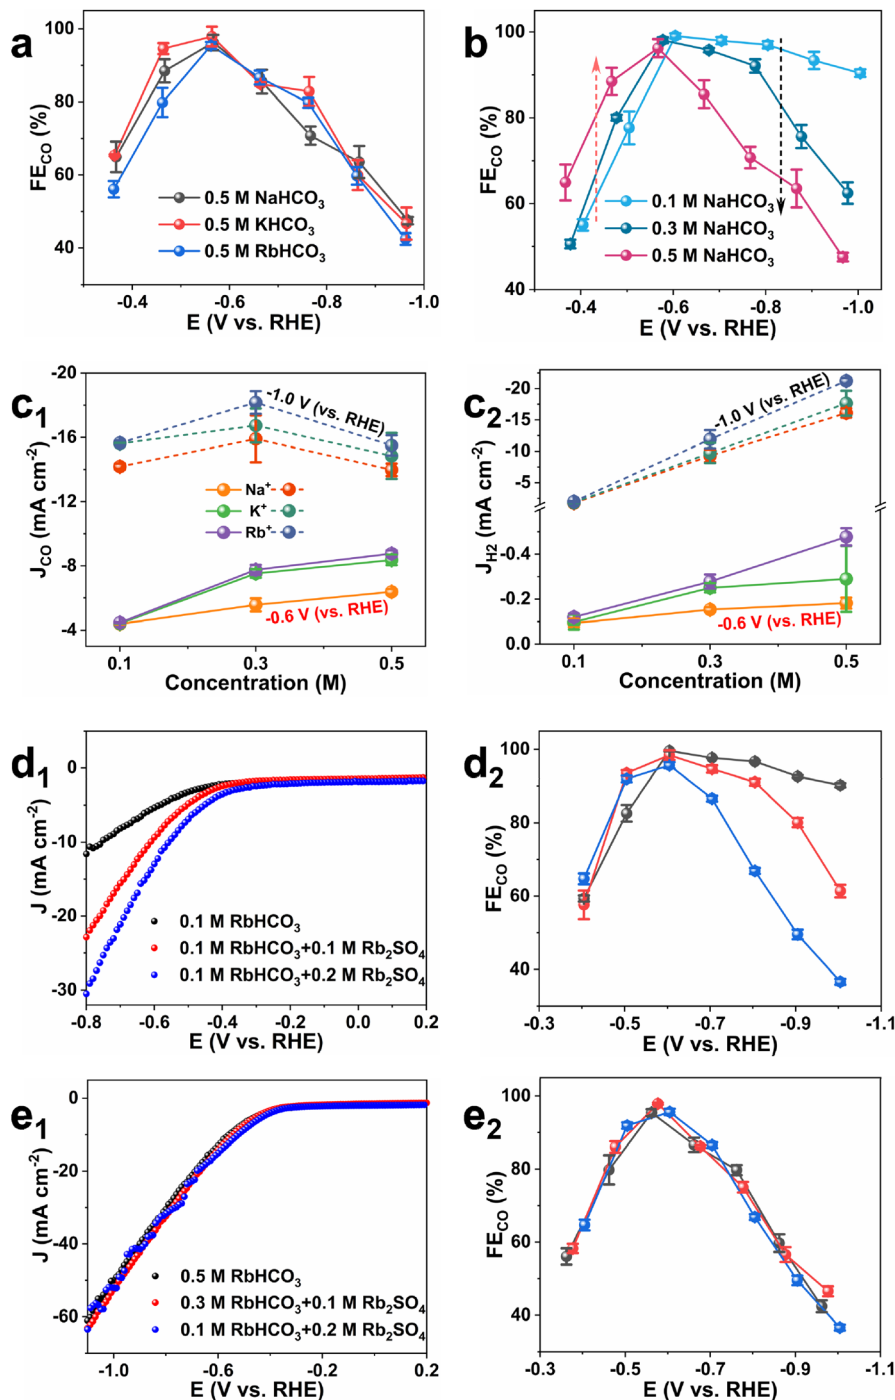 a
100
80
60
40
FE_CO (%)
0.5 M NaHCO3
0.5 M KHCO3
0.5 M RbHCO3
-0.4 -0.6 -0.8 -1.0
E (V vs. RHE)
b
100
80
60
40
FE_CO (%)
0.1 M NaHCO3
0.3 M NaHCO3
0.5 M NaHCO3
-0.4 -0.6 -0.8 -1.0
E (V vs. RHE)
c1
-20
-16
-12
-8
-4
J_CO (mA cm-2)
-1.0 V (vs. RHE)
Na+
K+
Rb+
-0.6 V (vs. RHE)
0.1 0.3 0.5
Concentration (M)
c2
-20
-15
-10
-5
-0.4
-0.2
0.0
J_H2 (mA cm-2)
-1.0 V (vs. RHE)
-0.6 V (vs. RHE)
0.1 0.3 0.5
Concentration (M)
d1
0
-10
-20
-30
J (mA cm-2)
0.1 M RbHCO3
0.1 M RbHCO3+0.1 M Rb2SO4
0.1 M RbHCO3+0.2 M Rb2SO4
-0.8 -0.6 -0.4 -0.2 0.0 0.2
E (V vs. RHE)
d2
100
80
60
40
FE_CO (%)
-0.3 -0.5 -0.7 -0.9 -1.1
E (V vs. RHE)
e1
0
-20
-40
-60
J (mA cm-2)
0.5 M RbHCO3
0.3 M RbHCO3+0.1 M Rb2SO4
0.1 M RbHCO3+0.2 M Rb2SO4
-1.0 -0.6 -0.2 0.2
E (V vs. RHE)
e2
100
80
60
40
FE_CO (%)
-0.3 -0.5 -0.7 -0.9 -1.1
E (V vs. RHE)